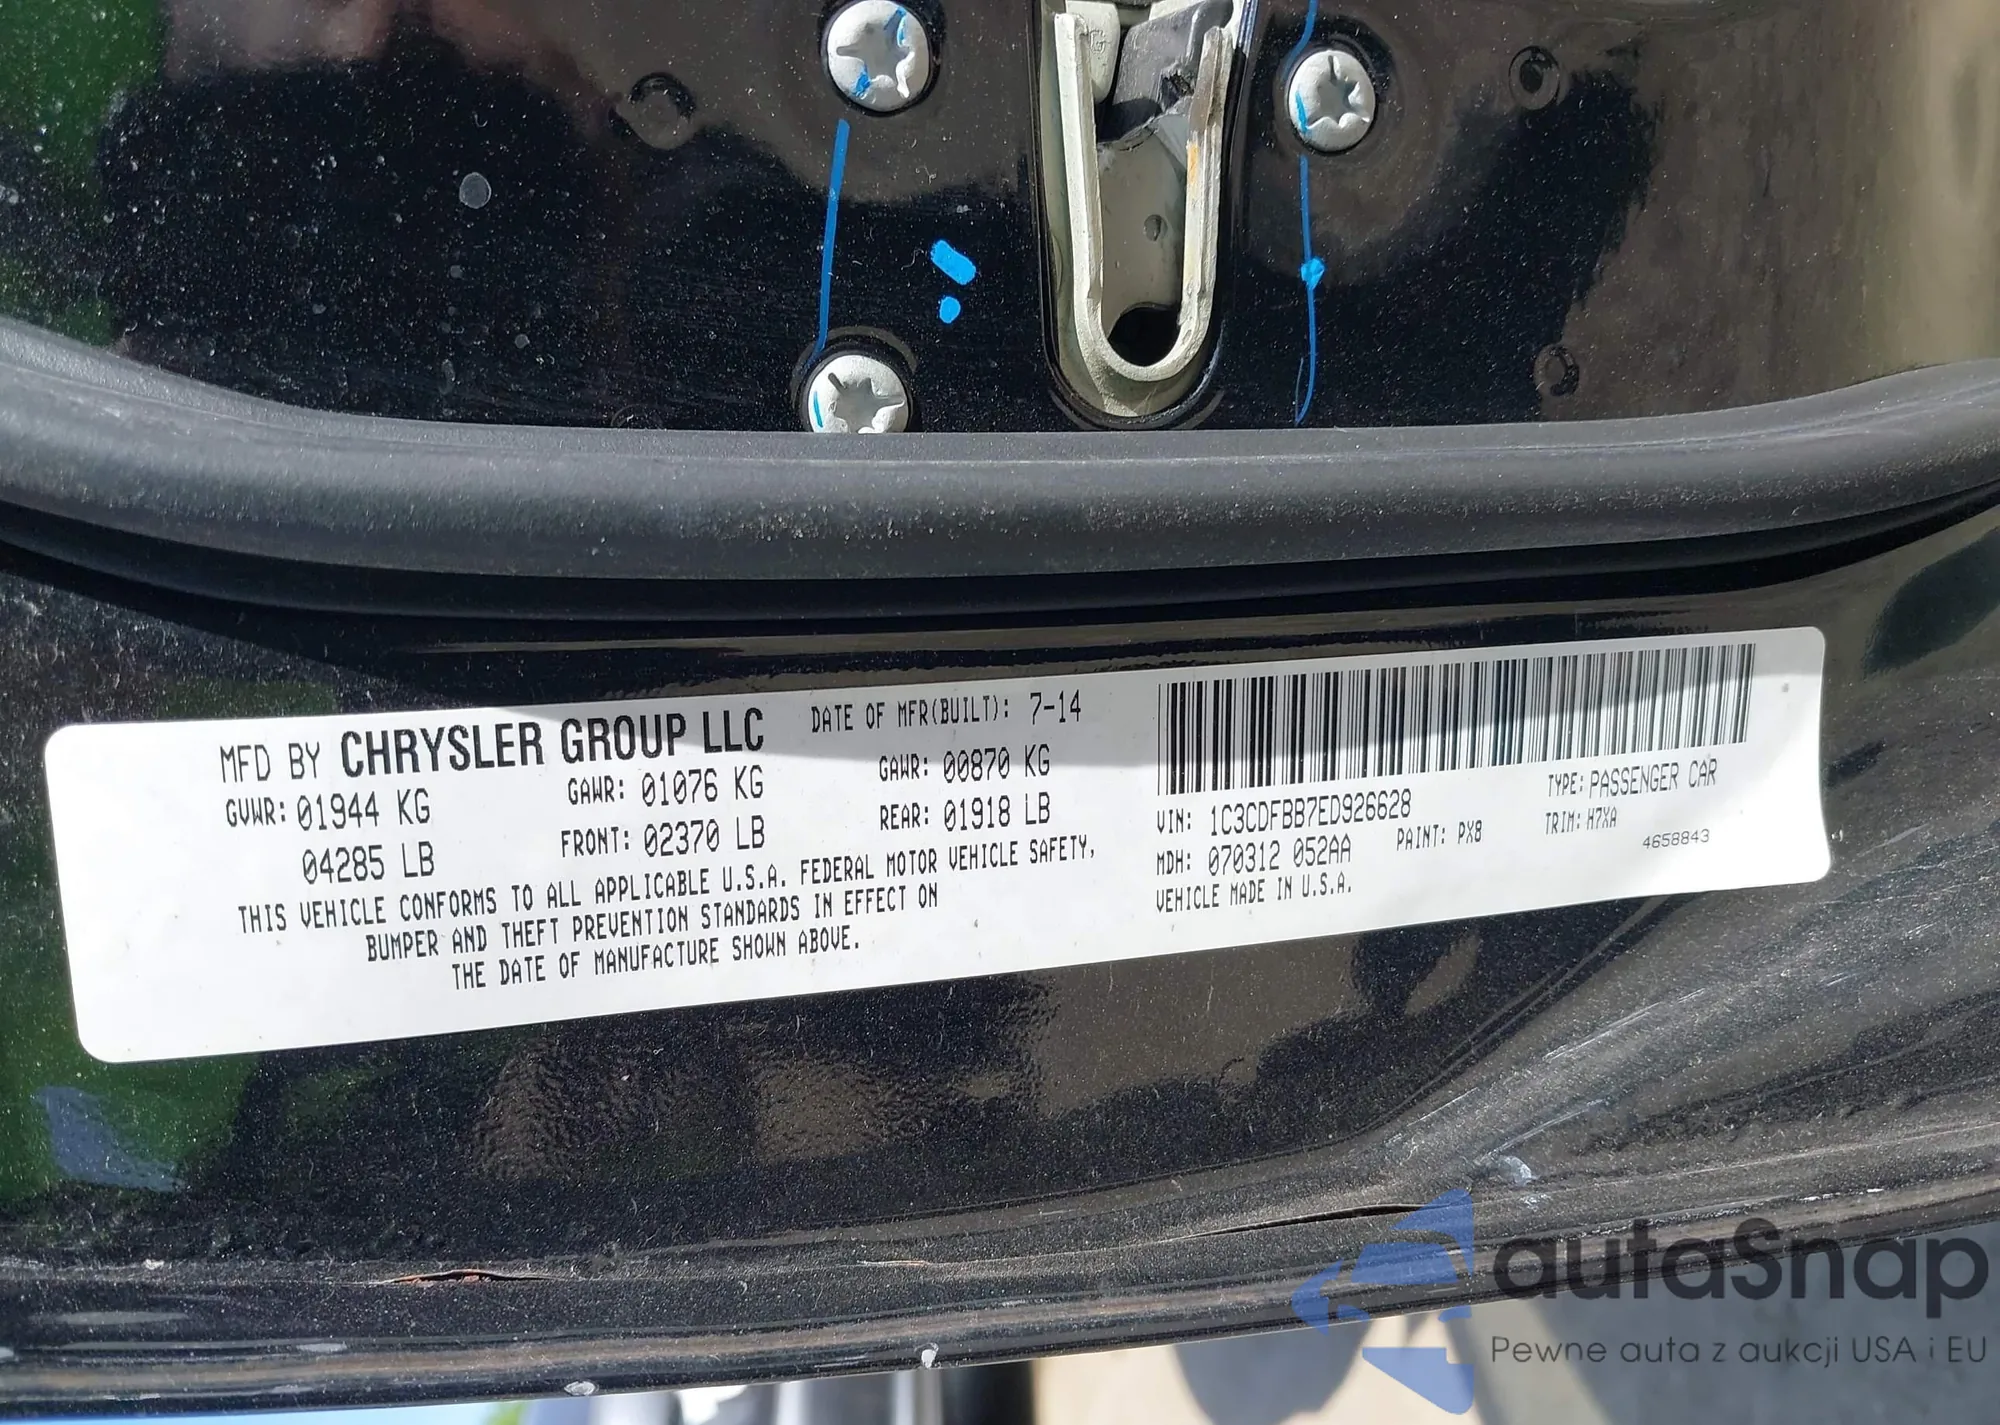 MFD BY CHRYSLER GROUP LLC DATE OF MFR(BUILT): 7-14
GVWR: 01944 KG GAWR: 01076 KG GAWR: 00870 KG
04285 LB FRONT: 02370 LB REAR: 01918 LB
THIS VEHICLE CONFORMS TO ALL APPLICABLE U.S.A. FEDERAL MOTOR VEHICLE SAFETY,
BUMPER AND THEFT PREVENTION STANDARDS IN EFFECT ON
THE DATE OF MANUFACTURE SHOWN ABOVE.
VIN: 1C3CDFBB7ED926628 TYPE: PASSENGER CAR
MDH: 070312 052AA PAINT: PX8 TRIM: H7XA
VEHICLE MADE IN U.S.A. 4658843
autoSnap
Pewne auta z aukcji USA i EU